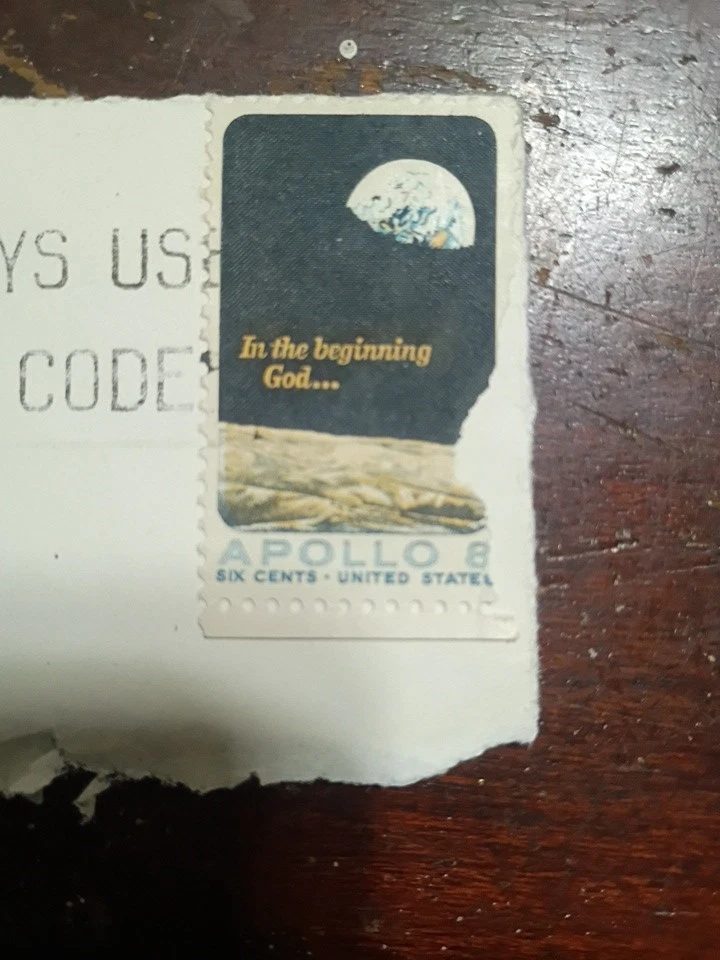 YS US
CODE
In the beginning
God...
APOLLO 8
SIX CENTS · UNITED STATES